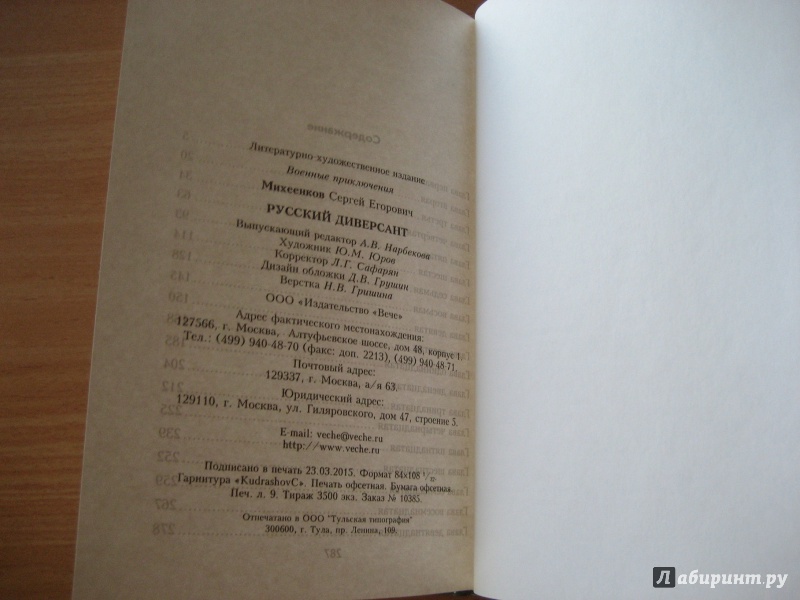 Литературно-художественное издание
Военные приключения
Михеенков Сергей Егорович
РУССКИЙ ДИВЕРСАНТ
Выпускающий редактор А.В. Нарбекова
Художник Ю.М. Юров
Корректор Л.Г. Сафарян
Дизайн обложки Д.В. Грушин
Верстка Н.В. Гришина
ООО «Издательство «Вече»
Адрес фактического местонахождения:
127566, г. Москва, Алтуфьевское шоссе, дом 48, корпус 1.
Тел.: (499) 940-48-70 (факс: доп. 2213), (499) 940-48-71.
Почтовый адрес:
129337, г. Москва, а/я 63.
Юридический адрес:
129110, г. Москва, ул. Гиляровского, дом 47, строение 5.
E-mail: veche@veche.ru
http://www.veche.ru
Подписано в печать 23.03.2015. Формат 84х108 1/32
Гарнитура «KudrashovC». Печать офсетная. Бумага офсетная.
Печ. л. 9. Тираж 3500 экз. Заказ № 10385.
Отпечатано в ООО "Тульская типография"
300600, г. Тула, пр. Ленина, 109.
Лабиринт.ру